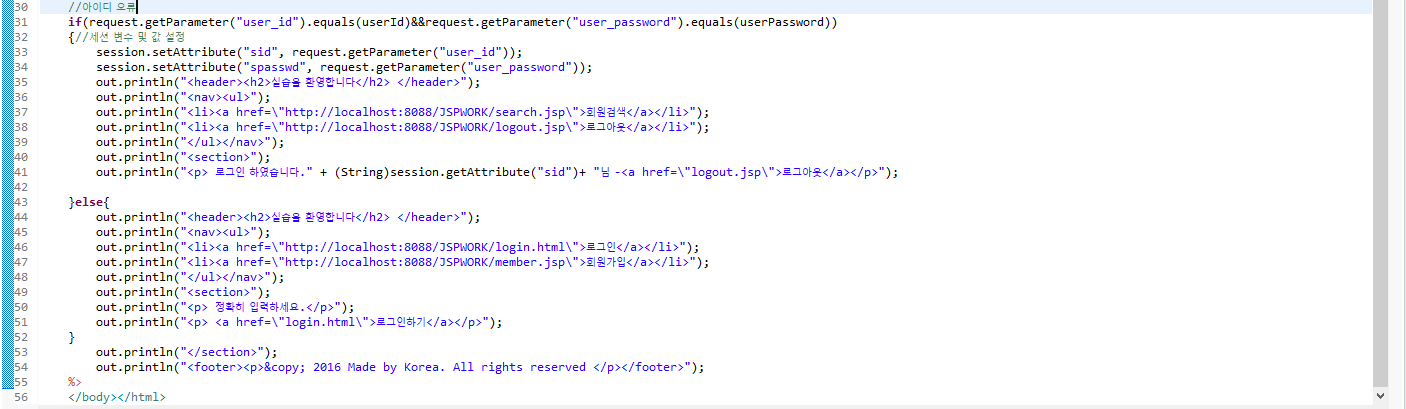 30 //아이디 오류
31 if(request.getParameter("user_id").equals(userId)&&request.getParameter("user_password").equals(userPassword))
32 {//세션 변수 및 값 설정
33 session.setAttribute("sid", request.getParameter("user_id"));
34 session.setAttribute("spasswd", request.getParameter("user_password"));
35 out.println("<header><h2>실습을 환영합니다</h2> </header>");
36 out.println("<nav><ul>");
37 out.println("<li><a href=\"http://localhost:8088/JSPWORK/search.jsp\">회원검색</a></li>");
38 out.println("<li><a href=\"http://localhost:8088/JSPWORK/logout.jsp\">로그아웃</a></li>");
39 out.println("</ul></nav>");
40 out.println("<section>");
41 out.println("<p> 로그인 하였습니다." + (String)session.getAttribute("sid")+ "님 -<a href=\"logout.jsp\">로그아웃</a></p>");
42
43 }else{
44 out.println("<header><h2>실습을 환영합니다</h2> </header>");
45 out.println("<nav><ul>");
46 out.println("<li><a href=\"http://localhost:8088/JSPWORK/login.html\">로그인</a></li>");
47 out.println("<li><a href=\"http://localhost:8088/JSPWORK/member.jsp\">회원가입</a></li>");
48 out.println("</ul></nav>");
49 out.println("<section>");
50 out.println("<p> 정확히 입력하세요.</p>");
51 out.println("<p> <a href=\"login.html\">로그인하기</a></p>");
52 }
53 out.println("</section>");
54 out.println("<footer><p>&copy; 2016 Made by Korea. All rights reserved </p></footer>");
55 %>
56 </body></html>